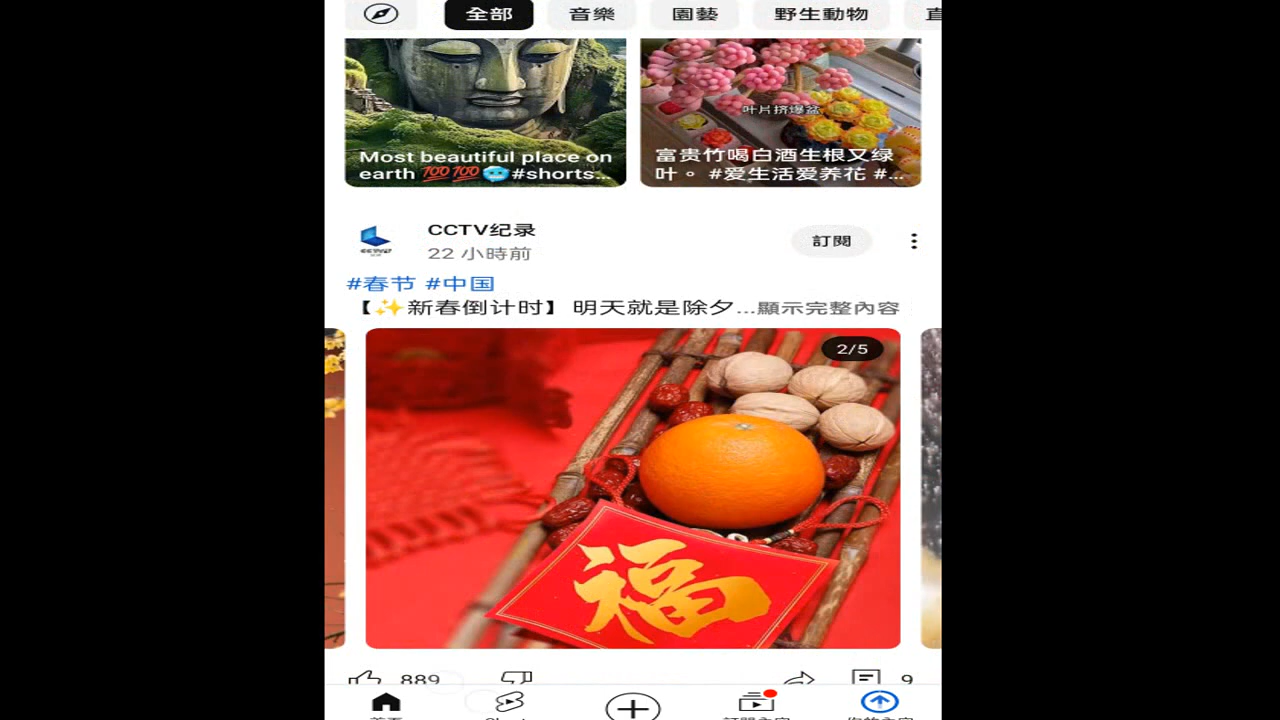 全部
音樂
園藝
野生動物
Most beautiful place on
earth 💯💯🥶#shorts...
叶片挤爆盆
富贵竹喝白酒生根又绿
叶。 #爱生活爱养花 #...
CCTV纪录
22 小時前
訂閱
#春节 #中国
【✨新春倒计时】 明天就是除夕...顯示完整內容
2/5
福
889
9